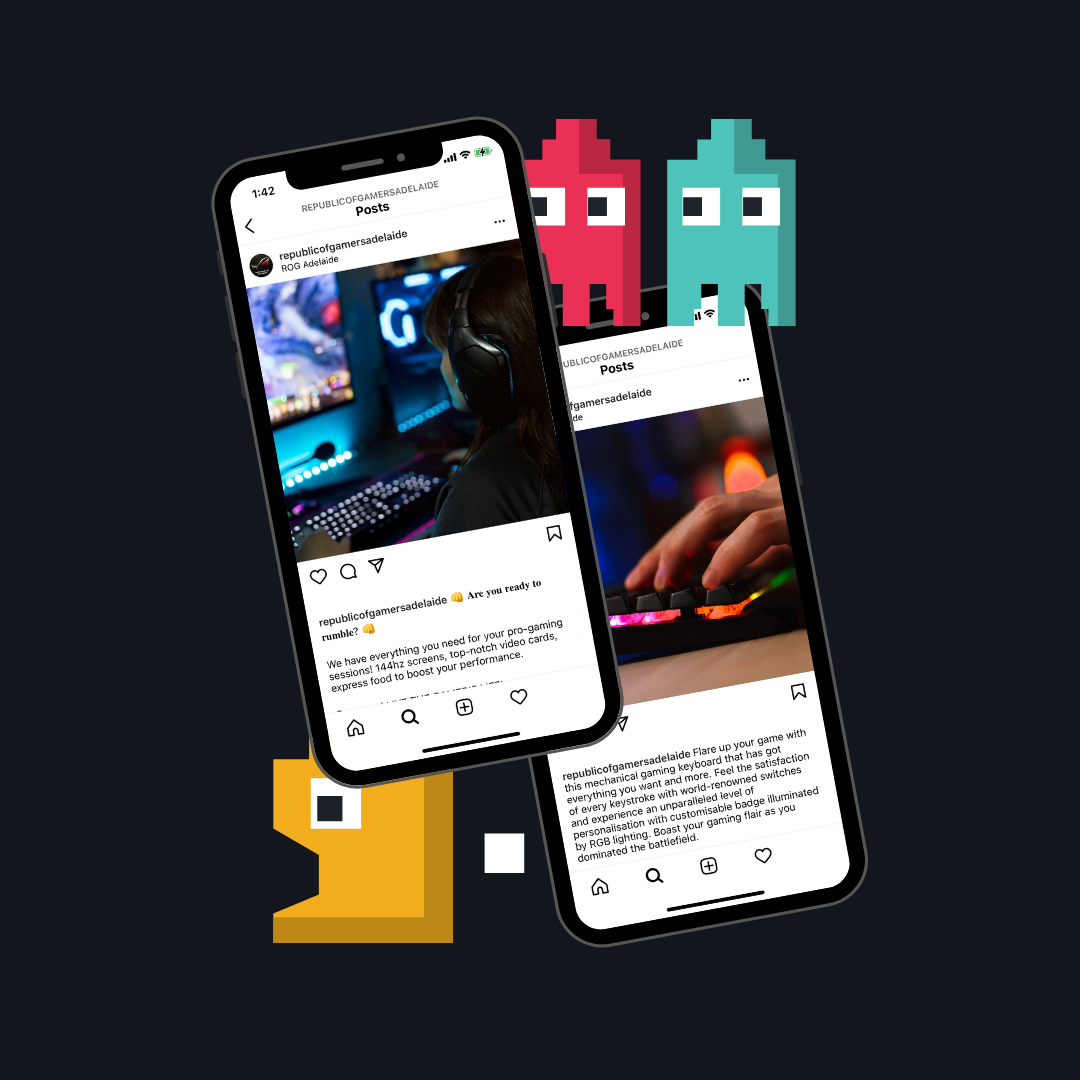 1:42
REPUBLICOFGAMERSADELAIDE
Posts
republicofgamersadelaide
ROG Adelaide
G
republicofgamersadelaide 👊 Are you ready to
rumble? 👊
We have everything you need for your pro-gaming
sessions! 144hz screens, top-notch video cards,
express food to boost your performance.
UBLICOFGAMERSADELAIDE
Posts
fgamersadelaide
de
republicofgamersadelaide Flare up your game with
this mechanical gaming keyboard that has got
everything you want and more. Feel the satisfaction
of every keystroke with world-renowned switches
and experience an unparalleled level of
personalisation with customisable badge illuminated
by RGB lighting. Boast your gaming flair as you
dominated the battlefield.